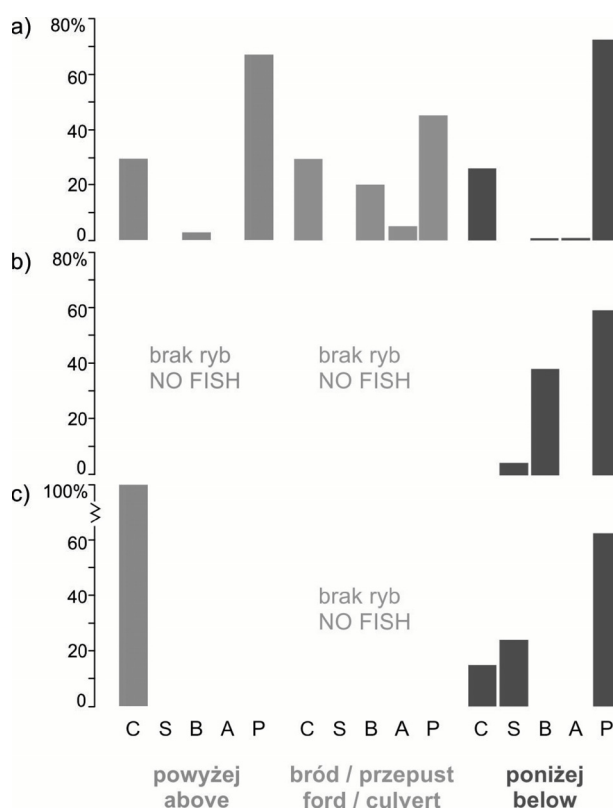 a)
80%
60
40
20
0
b)
80%
60
40
20
0
brak ryb
NO FISH
brak ryb
NO FISH
c)
100%
60
40
20
0
brak ryb
NO FISH
C S B A P C S B A P C S B A P
powyżej
above
bród / przepust
ford / culvert
poniżej
below